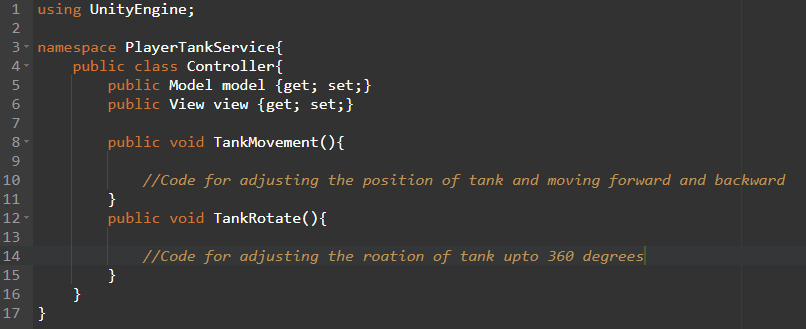 1 using UnityEngine;
2
3 namespace PlayerTankService{
4 public class Controller{
5 public Model model {get; set;}
6 public View view {get; set;}
7
8 public void TankMovement(){
9
10 //Code for adjusting the position of tank and moving forward and backward
11 }
12 public void TankRotate(){
13
14 //Code for adjusting the roation of tank upto 360 degrees
15 }
16 }
17 }